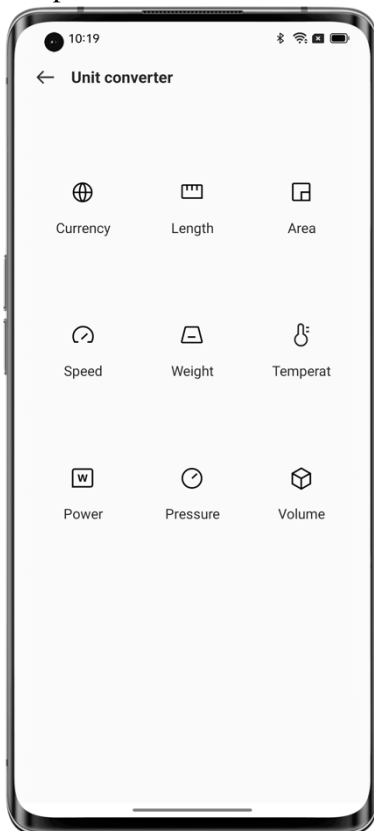 10:19
Unit converter
Currency Length Area
Speed Weight Temperat
W
Power Pressure Volume